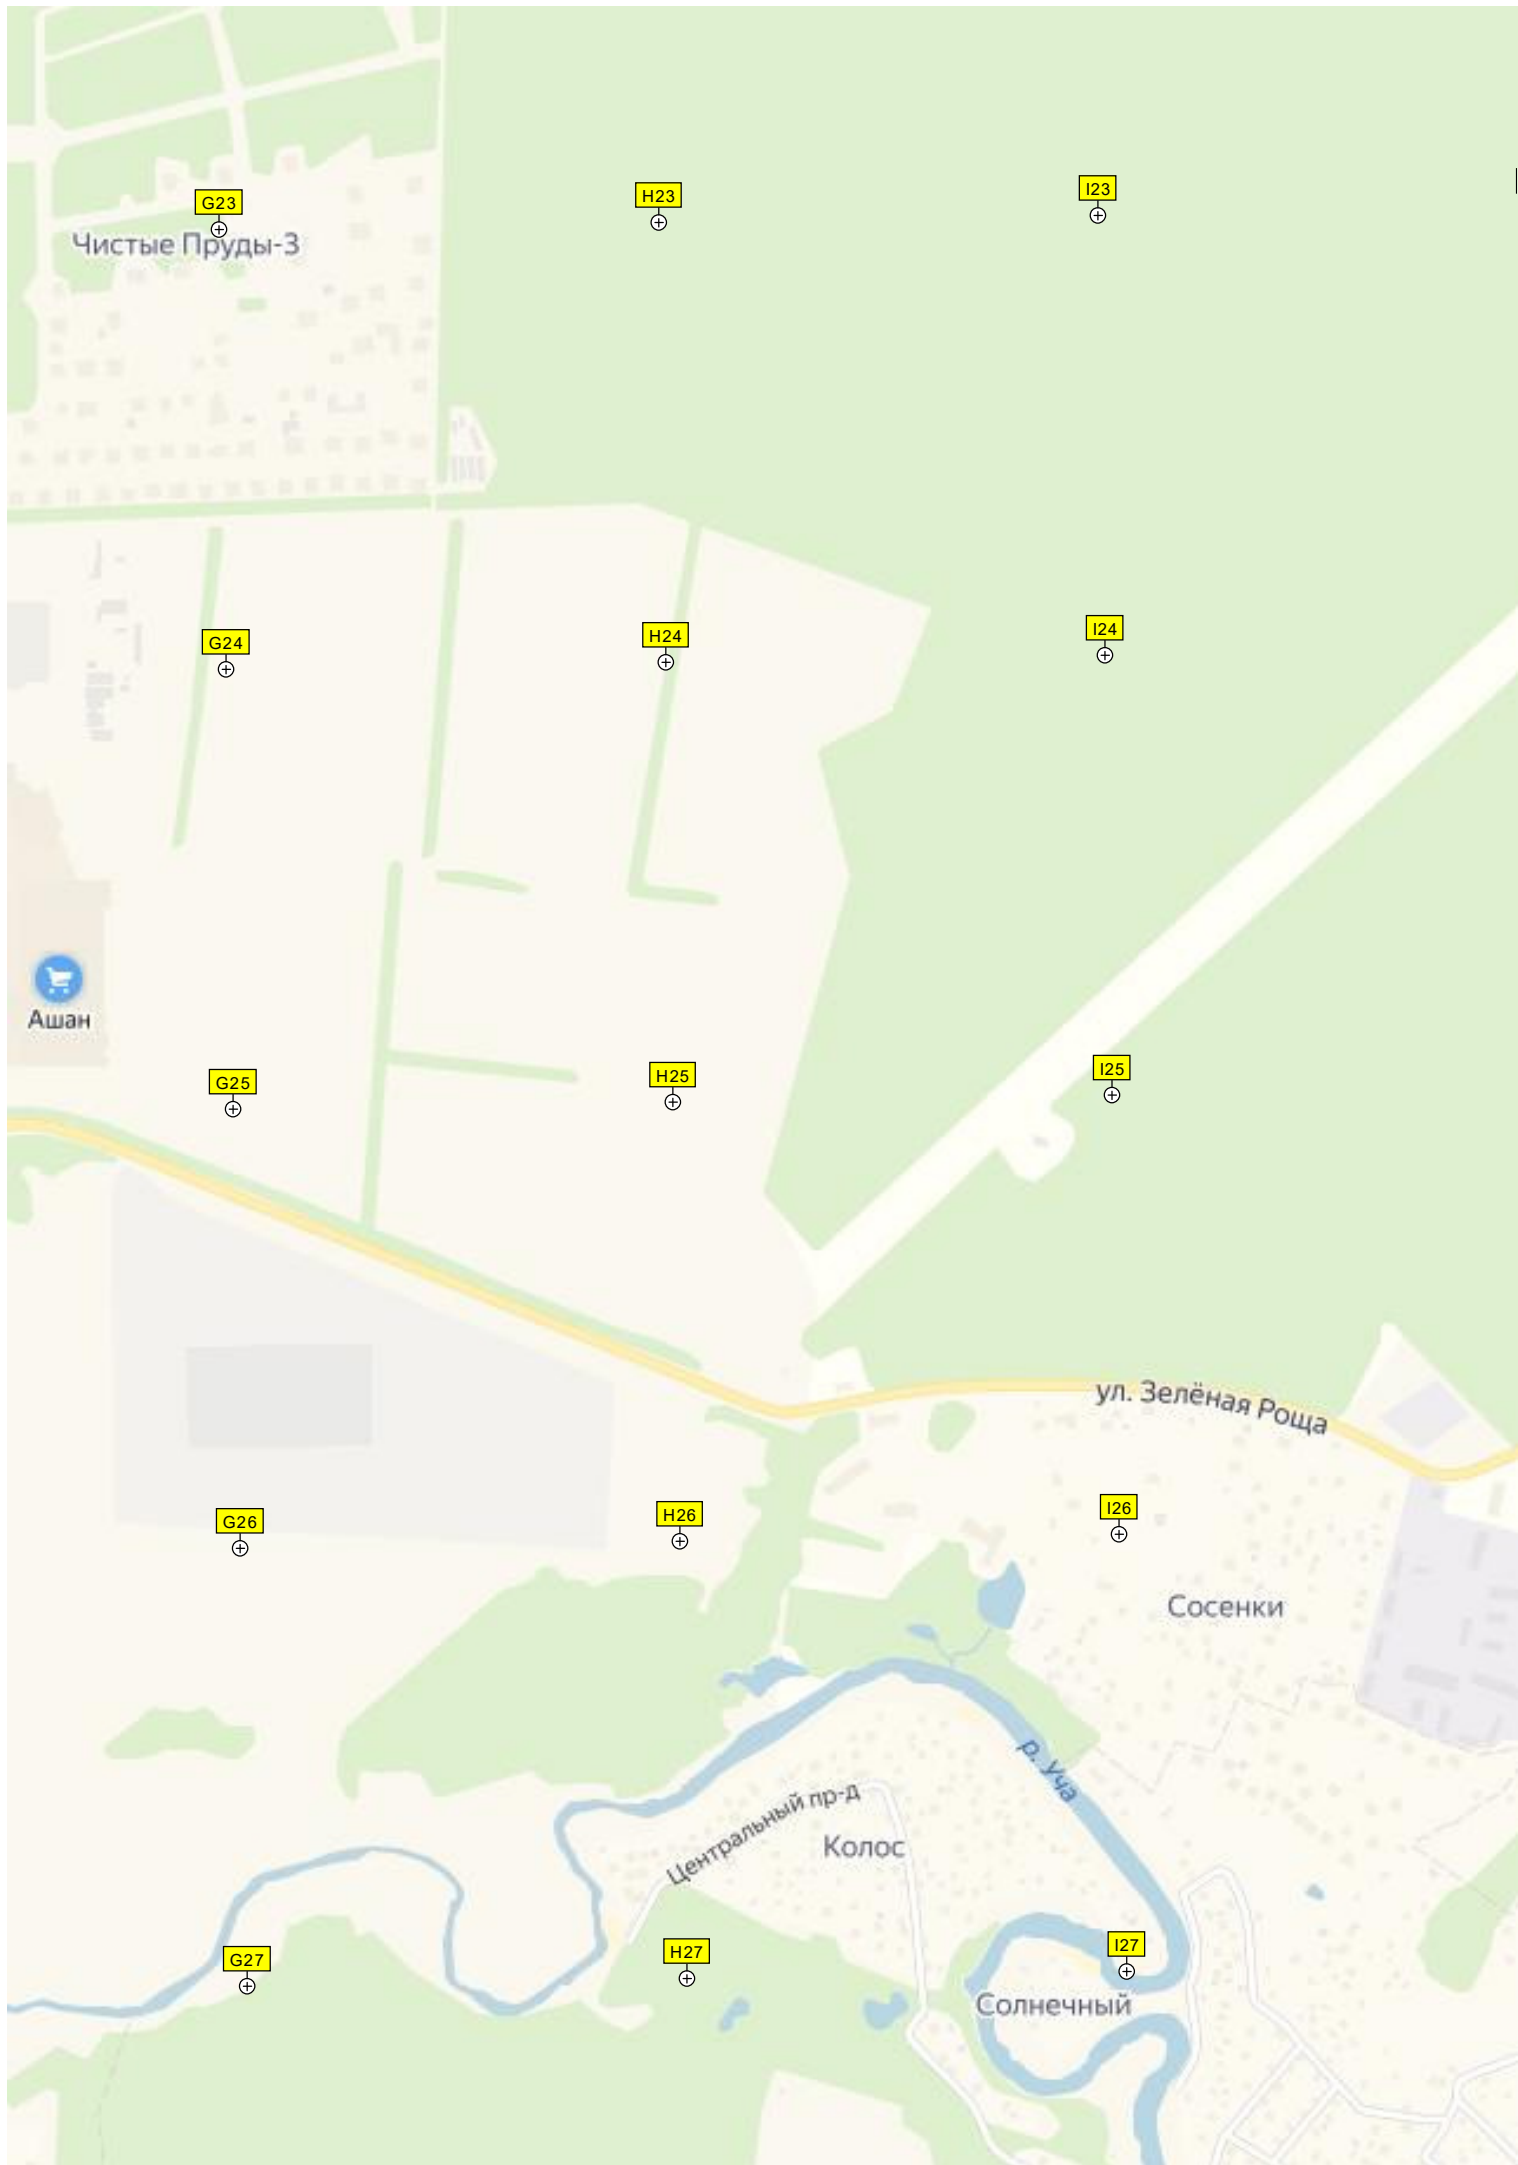 G23
H23
I23
Чистые Пруды-3
G24
H24
I24
Ашан
G25
H25
I25
ул. Зелёная Роща
G26
H26
I26
Сосенки
р. Уча
Центральный пр-д
Колос
G27
H27
I27
Солнечный